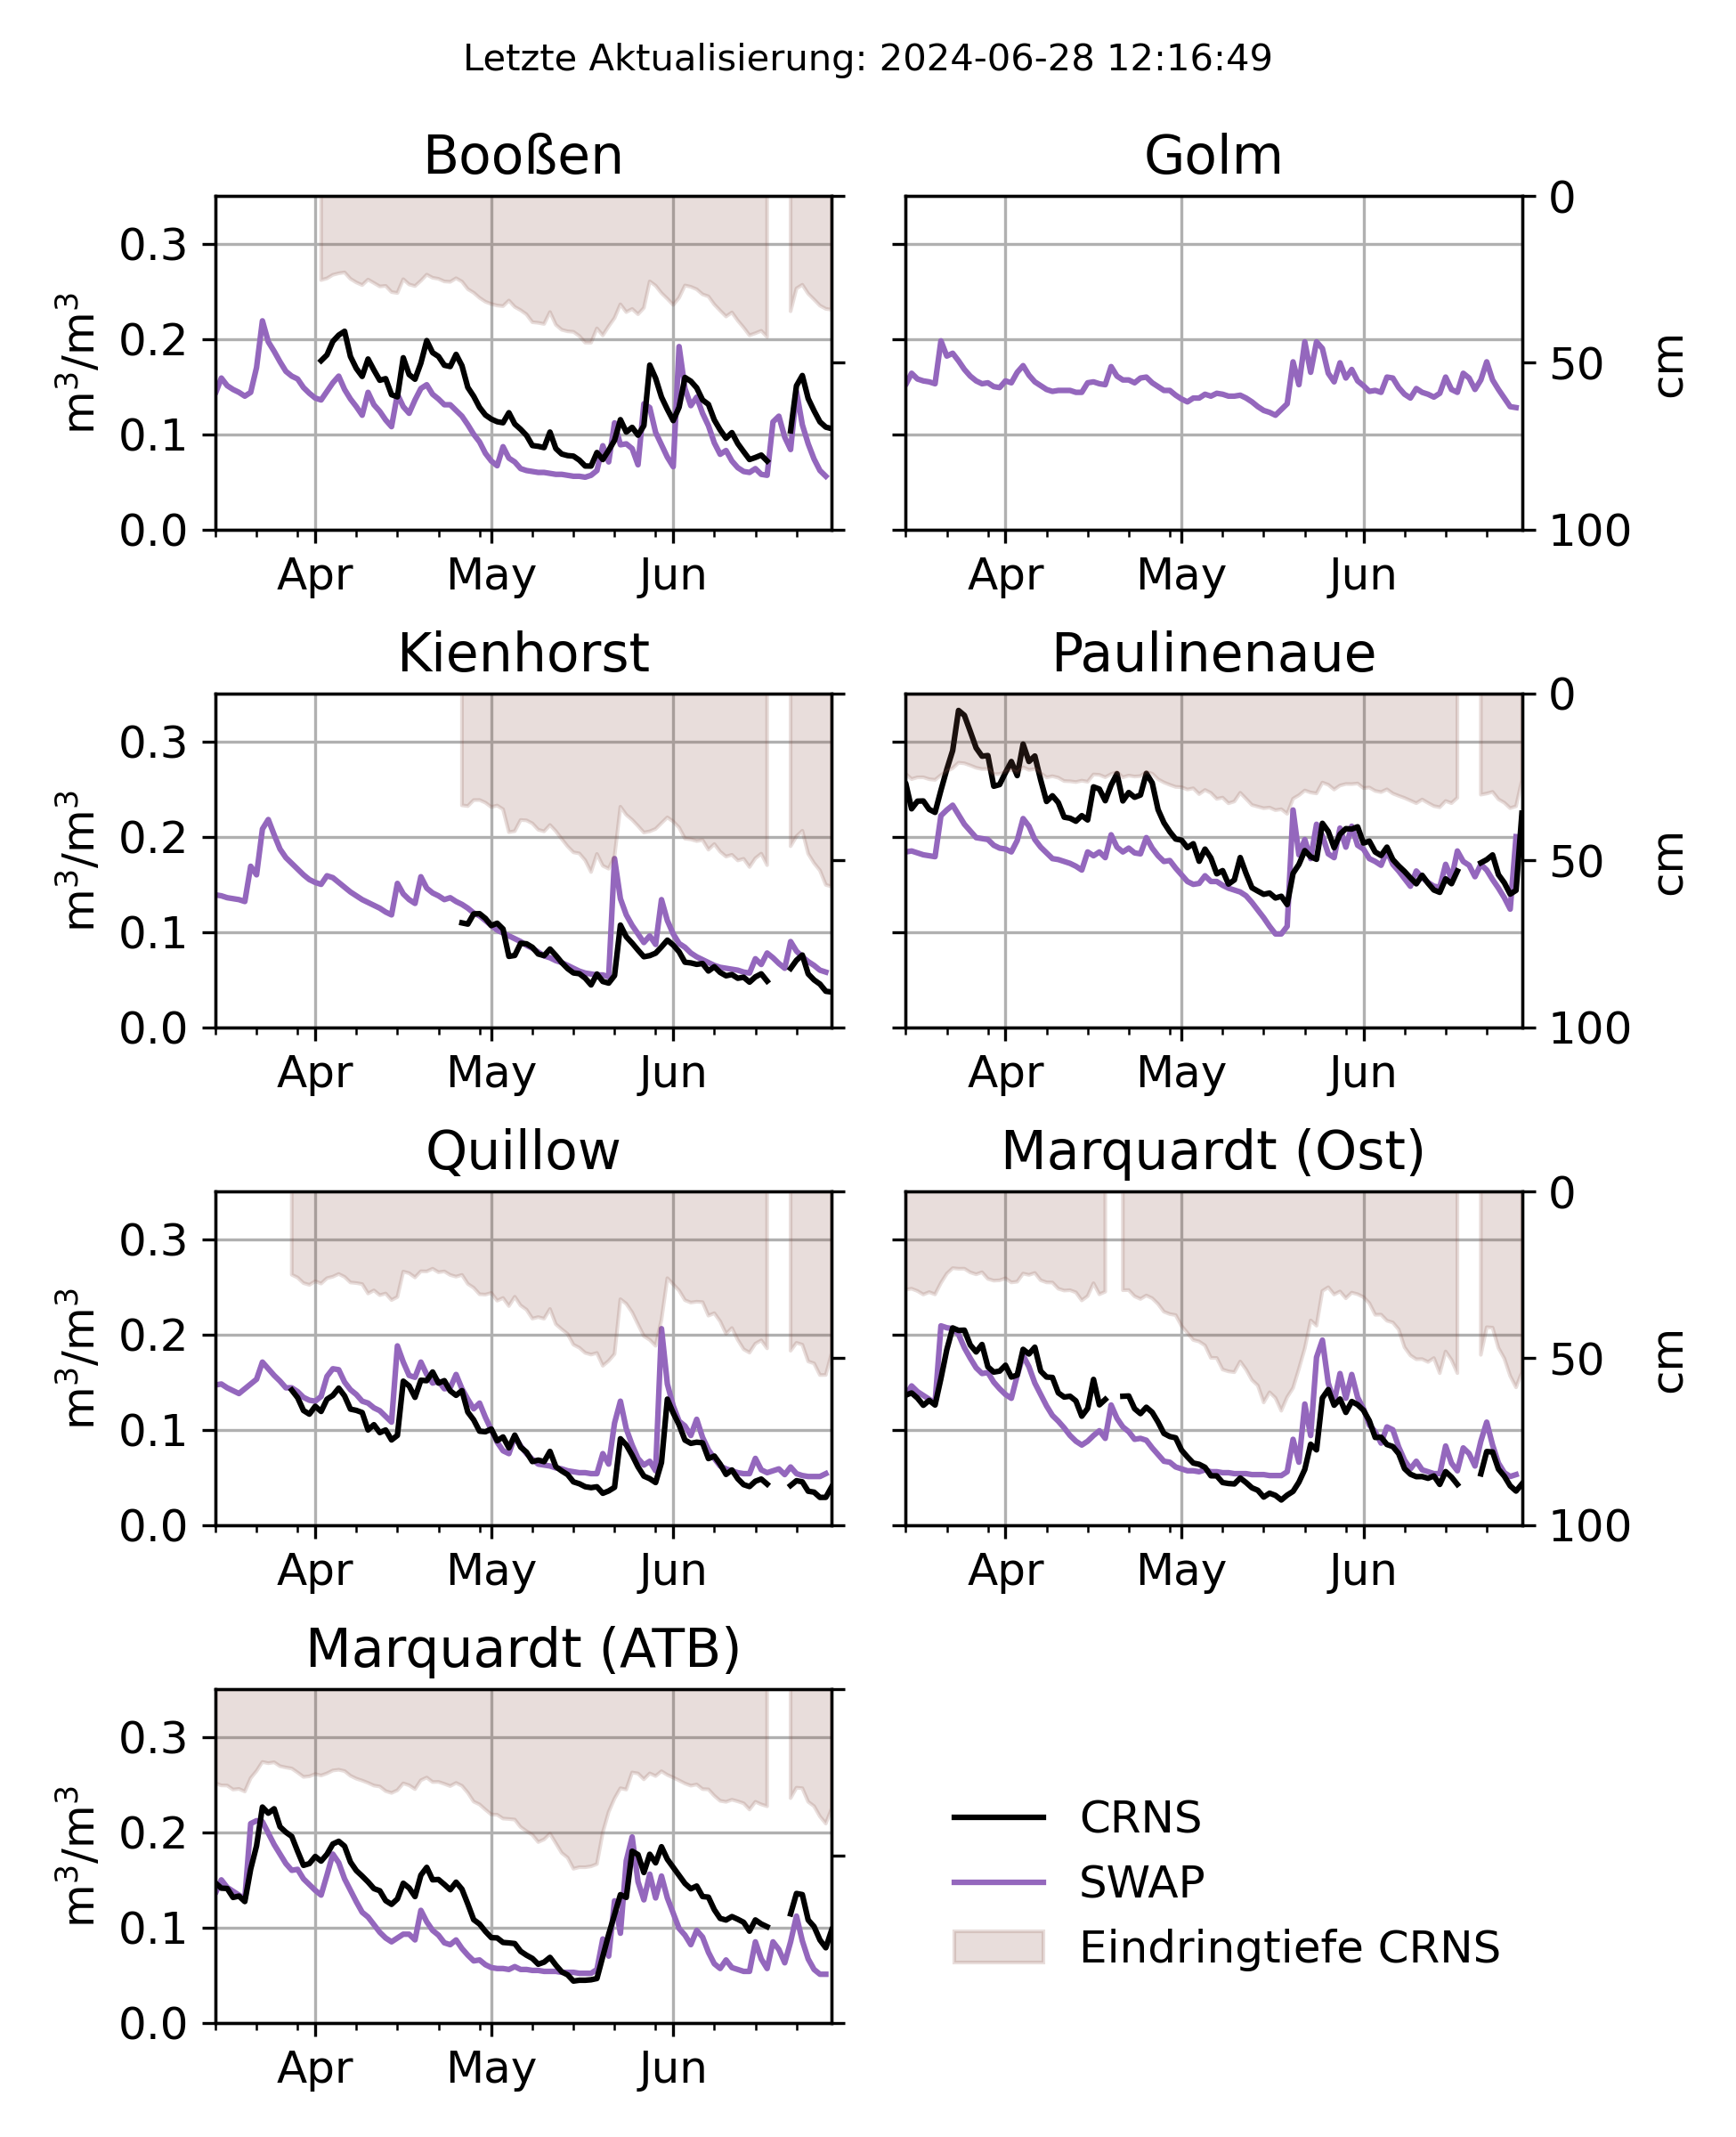 Letzte Aktualisierung: 2024-06-28 12:16:49
Booßen
Golm
0.3
0.2
0.1
0.0
m³/m³
Apr May Jun
Apr May Jun
0
50
100
cm
Kienhorst
Paulinenaue
0.3
0.2
0.1
0.0
m³/m³
Apr May Jun
Apr May Jun
0
50
100
cm
Quillow
Marquardt (Ost)
0.3
0.2
0.1
0.0
m³/m³
Apr May Jun
Apr May Jun
0
50
100
cm
Marquardt (ATB)
0.3
0.2
0.1
0.0
m³/m³
Apr May Jun
CRNS
SWAP
Eindringtiefe CRNS